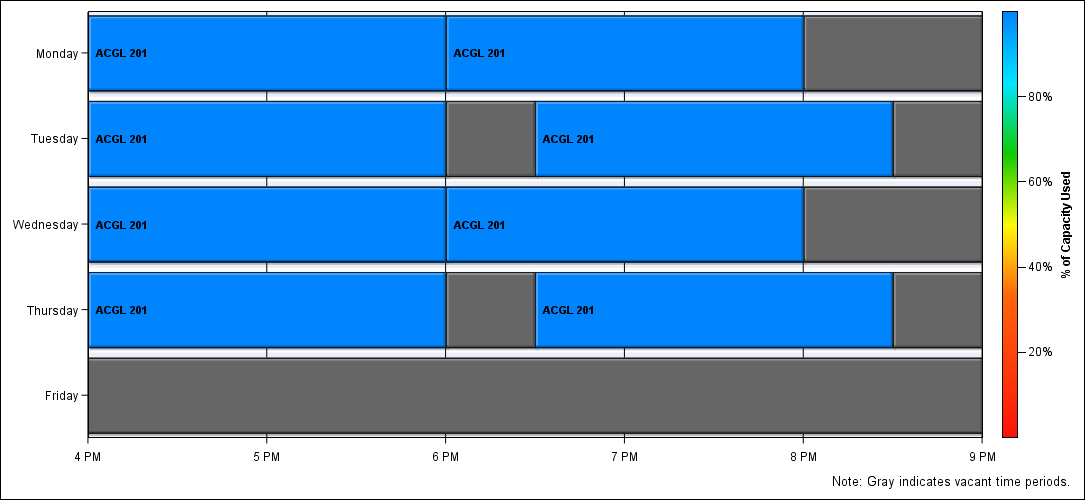 Monday
ACGL 201
ACGL 201
Tuesday
ACGL 201
ACGL 201
Wednesday
ACGL 201
ACGL 201
Thursday
ACGL 201
ACGL 201
Friday
4 PM
5 PM
6 PM
7 PM
8 PM
9 PM
80%
60%
40%
20%
% of Capacity Used
Note: Gray indicates vacant time periods.